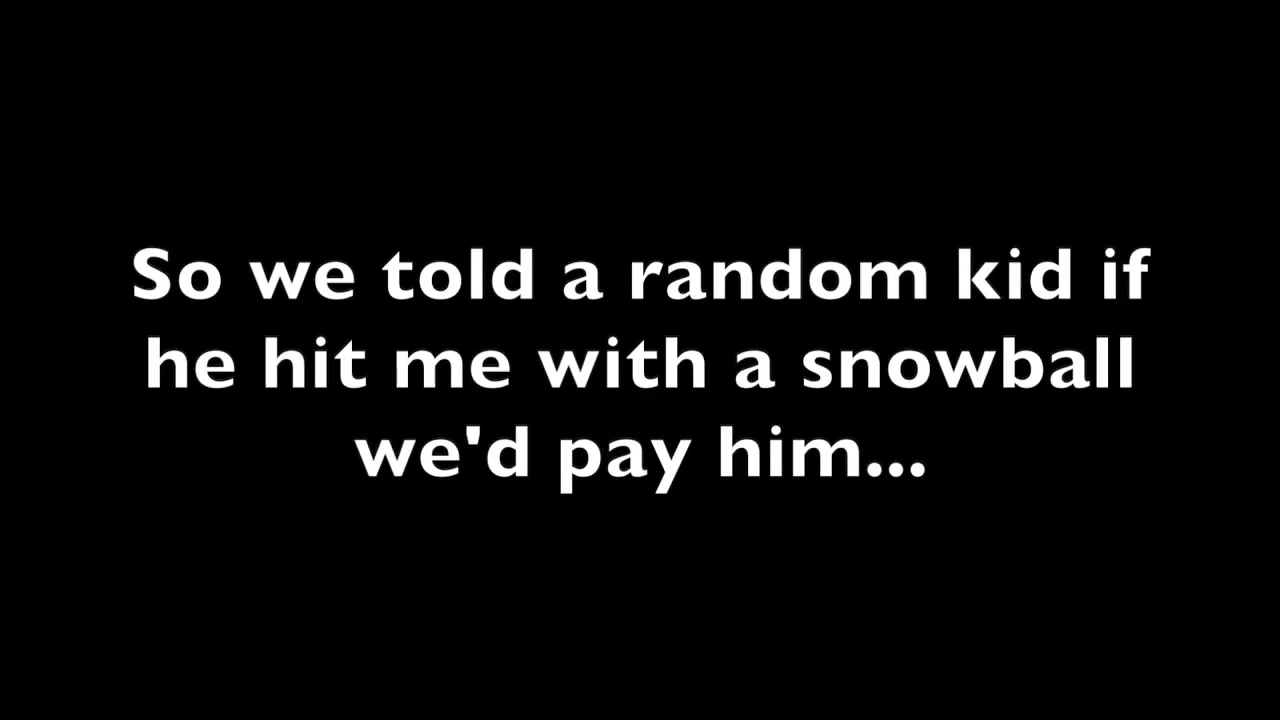 So we told a random kid if
he hit me with a snowball
we'd pay him...